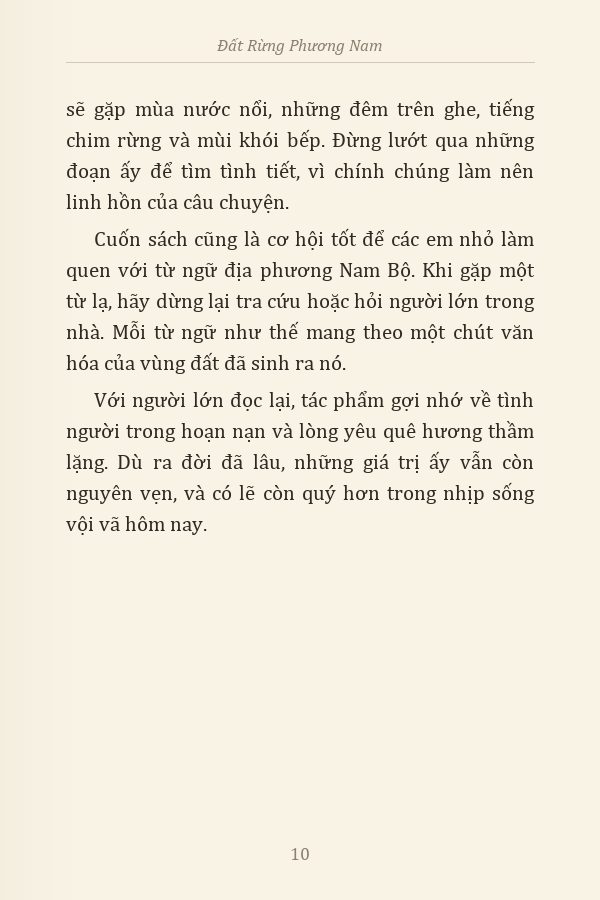 Đất Rừng Phương Nam
sẽ gặp mùa nước nổi, những đêm trên ghe, tiếng
chim rừng và mùi khói bếp. Đừng lướt qua những
đoạn ấy để tìm tình tiết, vì chính chúng làm nên
linh hồn của câu chuyện.
Cuốn sách cũng là cơ hội tốt để các em nhỏ làm
quen với từ ngữ địa phương Nam Bộ. Khi gặp một
từ lạ, hãy dừng lại tra cứu hoặc hỏi người lớn trong
nhà. Mỗi từ ngữ như thế mang theo một chút văn
hóa của vùng đất đã sinh ra nó.
Với người lớn đọc lại, tác phẩm gợi nhớ về tình
người trong hoạn nạn và lòng yêu quê hương thầm
lặng. Dù ra đời đã lâu, những giá trị ấy vẫn còn
nguyên vẹn, và có lẽ còn quý hơn trong nhịp sống
vội vã hôm nay.
10